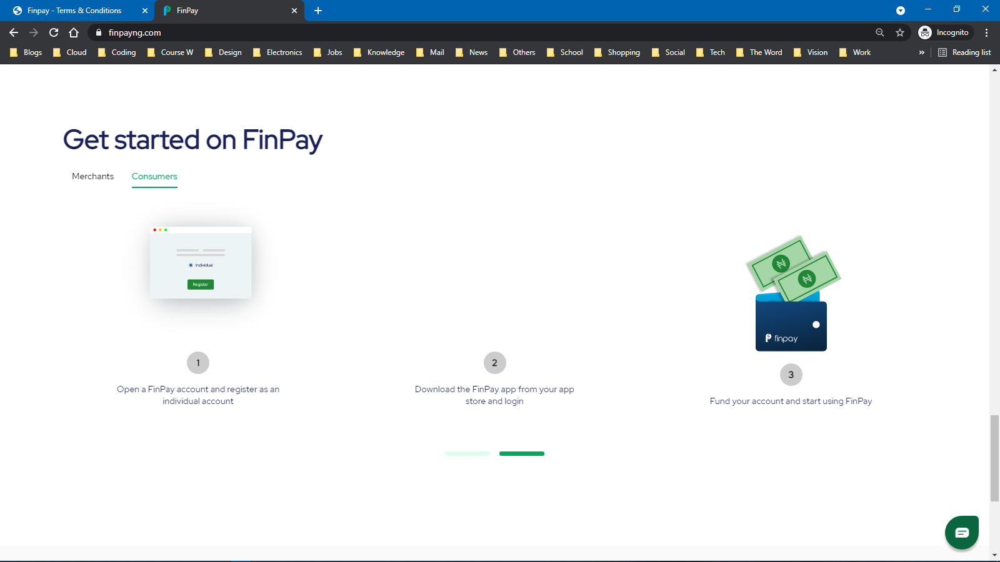 Finpay - Terms & Conditions
FinPay
finpayng.com
Incognito
Blogs Cloud Coding Course W Design Electronics Jobs Knowledge Mail News Others School Shopping Social Tech The Word Vision Work » Reading list
Get started on FinPay
Merchants Consumers
Individual
Register
finpay
1
Open a FinPay account and register as an
individual account
2
Download the FinPay app from your app
store and login
3
Fund your account and start using FinPay